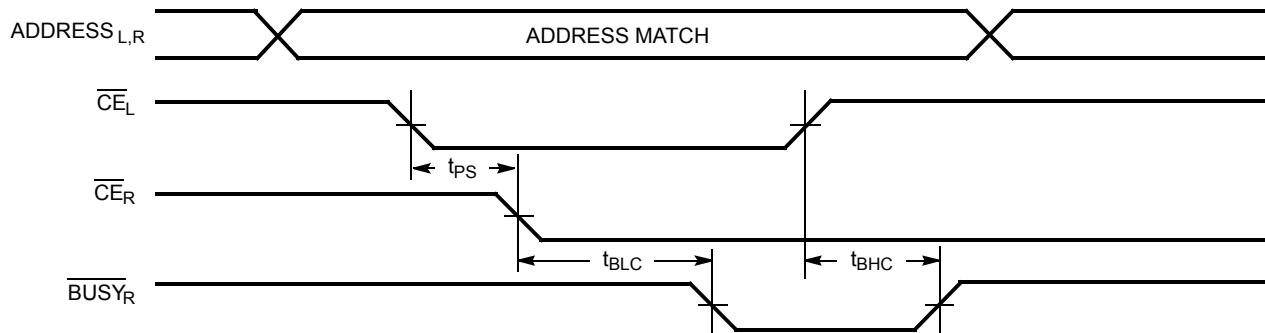 ADDRESS L,R
ADDRESS MATCH
CEL
tPS
CER
tBLC
tBHC
BUSYR